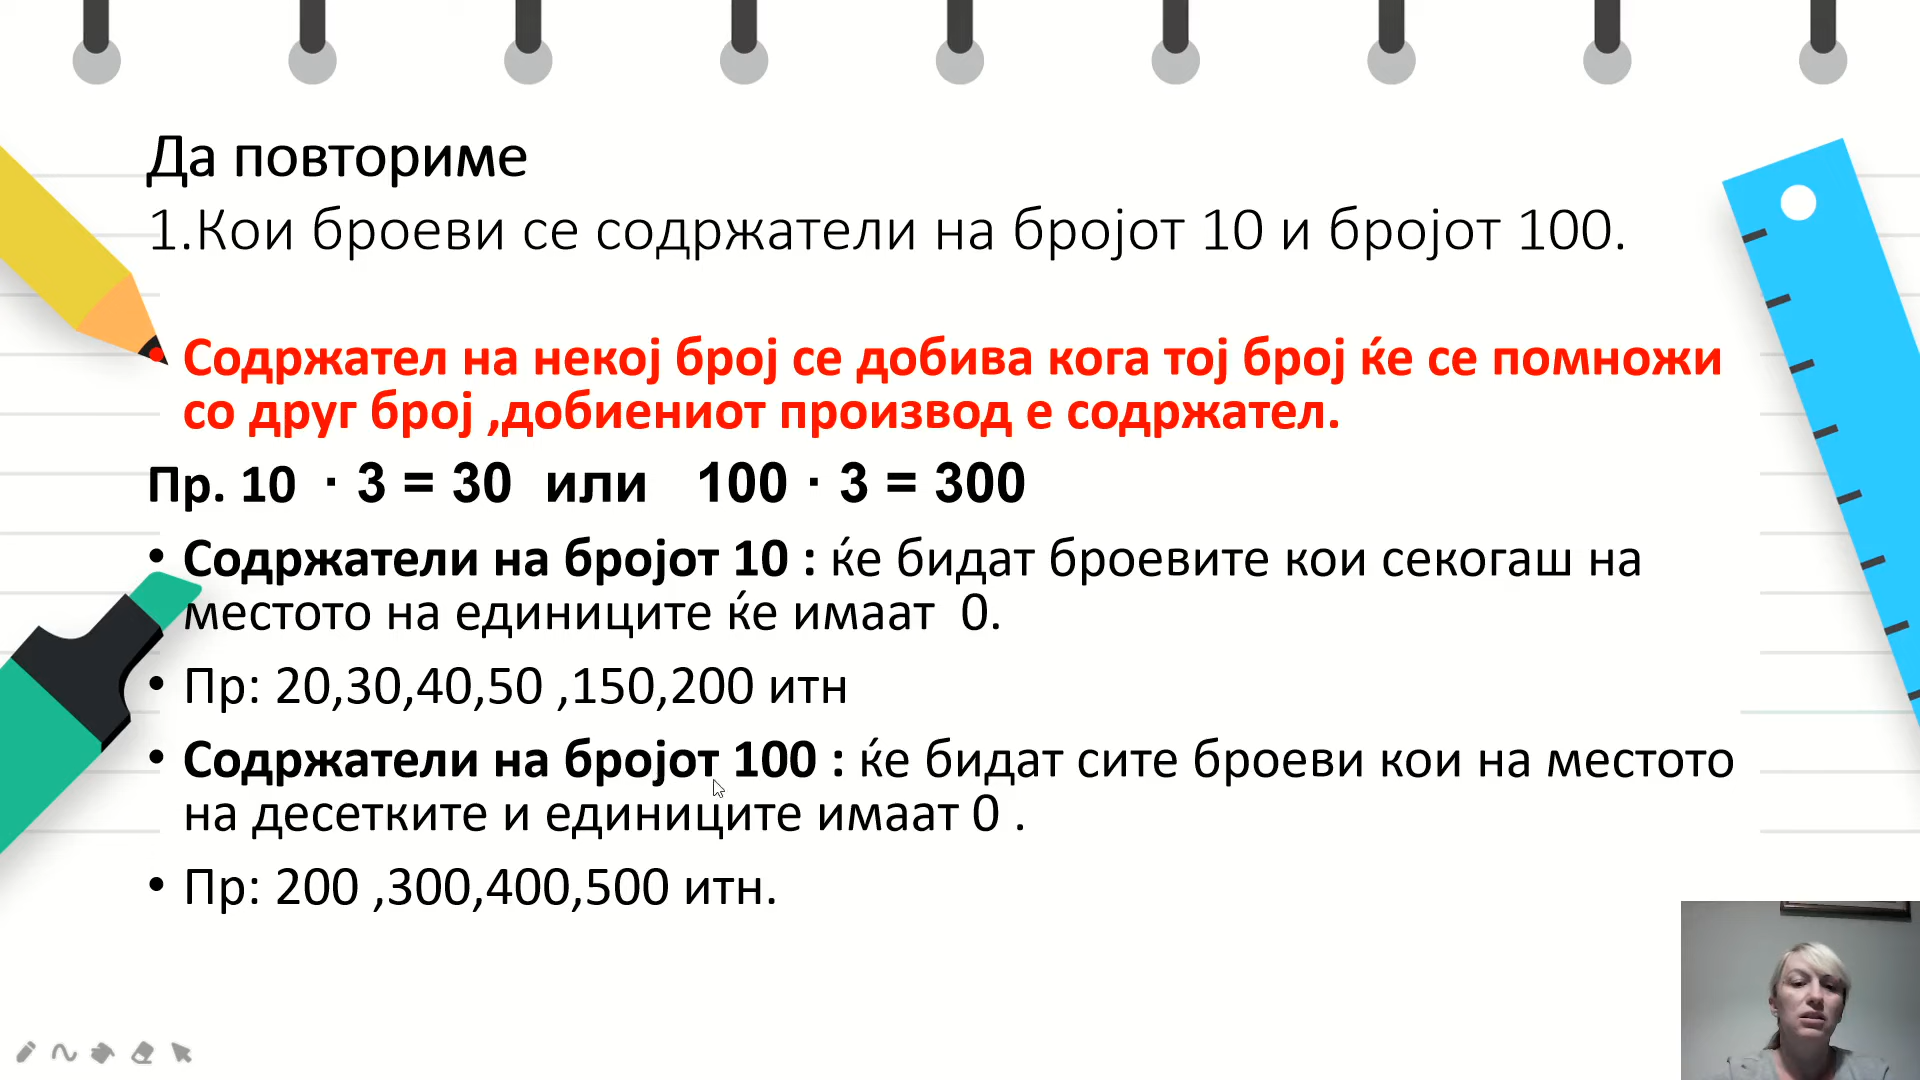 Да повториме
1.Кои броеви се содржатели на бројот 10 и бројот 100.
• Содржател на некој број се добива кога тој број ќе се помножи
со друг број ,добиениот производ е содржател.
Пр. 10 · 3 = 30 или 100 · 3 = 300
• Содржатели на бројот 10 : ќе бидат броевите кои секогаш на
местото на единиците ќе имаат 0.
• Пр: 20,30,40,50 ,150,200 итн
• Содржатели на бројот 100 : ќе бидат сите броеви кои на местото
на десетките и единиците имаат 0 .
• Пр: 200 ,300,400,500 итн.